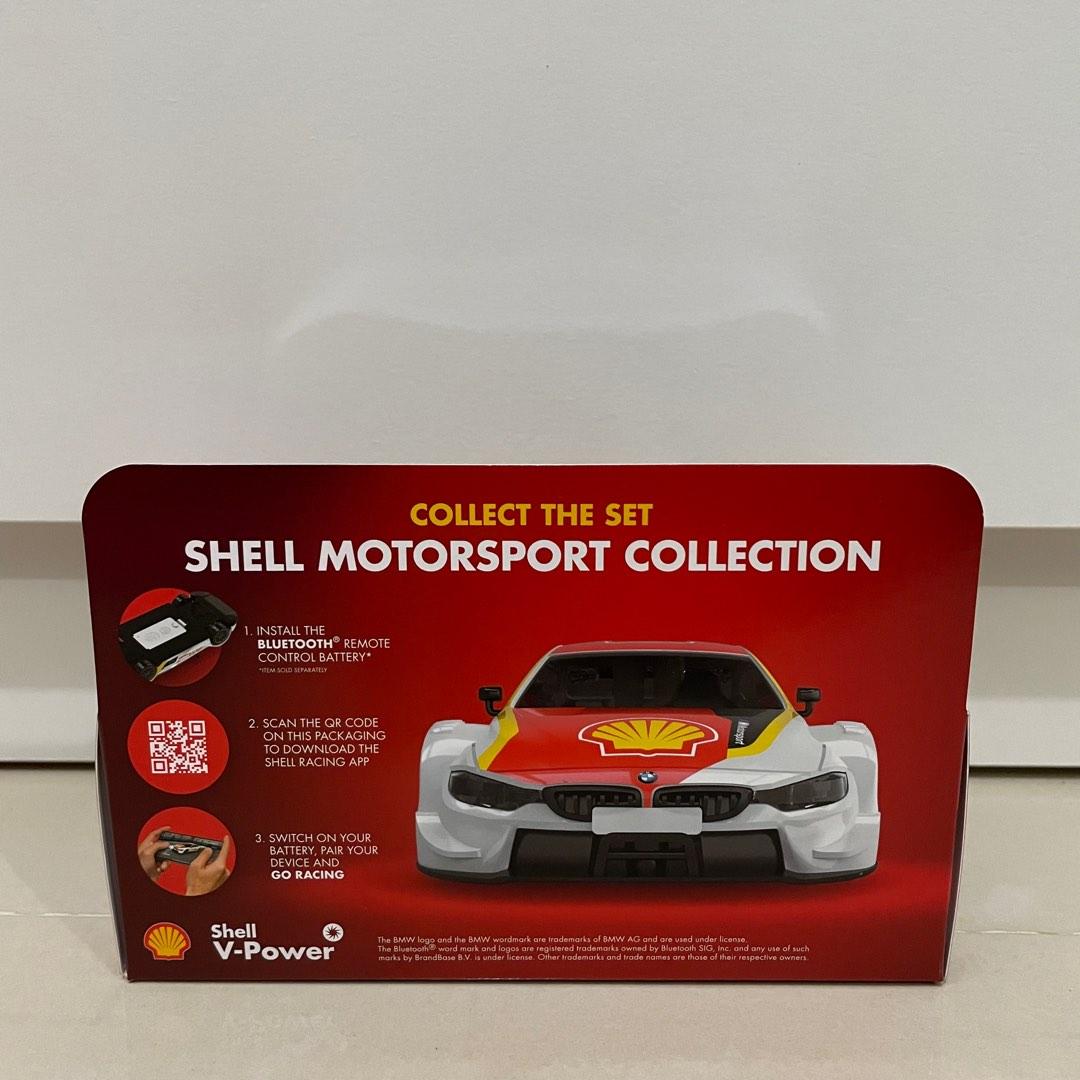 COLLECT THE SET
SHELL MOTORSPORT COLLECTION
1. INSTALL THE
BLUETOOTH® REMOTE
CONTROL BATTERY*
*ITEM SOLD SEPARATELY
2. SCAN THE QR CODE
ON THIS PACKAGING
TO DOWNLOAD THE
SHELL RACING APP
3. SWITCH ON YOUR
BATTERY, PAIR YOUR
DEVICE AND
GO RACING
Motorsport
Shell
V-Power
The BMW logo and the BMW wordmark are trademarks of BMW AG and are used under license.
The Bluetooth® word mark and logos are registered trademarks owned by Bluetooth SIG, Inc. and any use of such
marks by BrandBase B.V. is under license. Other trademarks and trade names are those of their respective owners.